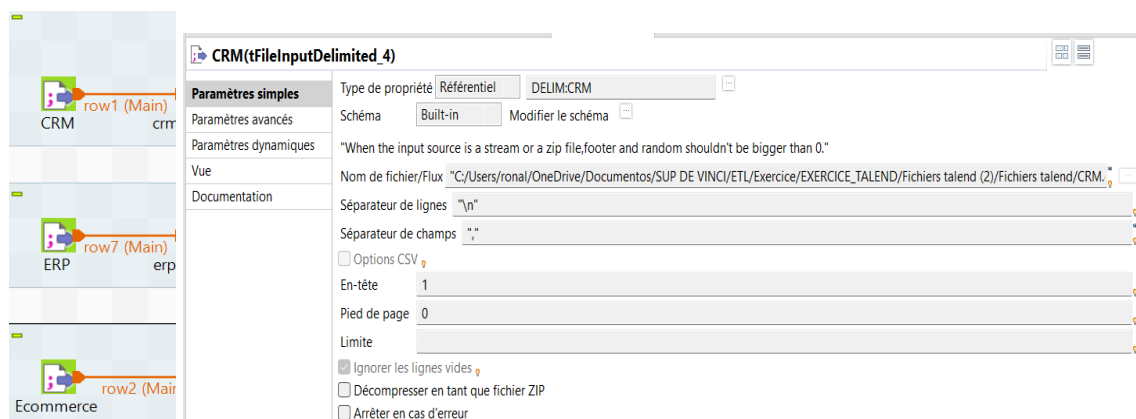 row1 (Main)
CRM
crm
row7 (Main)
ERP
erp
row2 (Mair
Ecommerce
CRM(tFileInputDelimited_4)
Paramètres simples
Paramètres avancés
Paramètres dynamiques
Vue
Documentation
Type de propriété Référentiel DELIM:CRM
Schéma Built-in Modifier le schéma
"When the input source is a stream or a zip file,footer and random shouldn't be bigger than 0."
Nom de fichier/Flux "C:/Users/ronal/OneDrive/Documentos/SUP DE VINCI/ETL/Exercice/EXERCICE_TALEND/Fichiers talend (2)/Fichiers talend/CRM. *
Séparateur de lignes "\n"
Séparateur de champs "," *
Options CSV
En-tête 1
Pied de page 0
Limite
Ignorer les lignes vides
Décompresser en tant que fichier ZIP
Arrêter en cas d'erreur